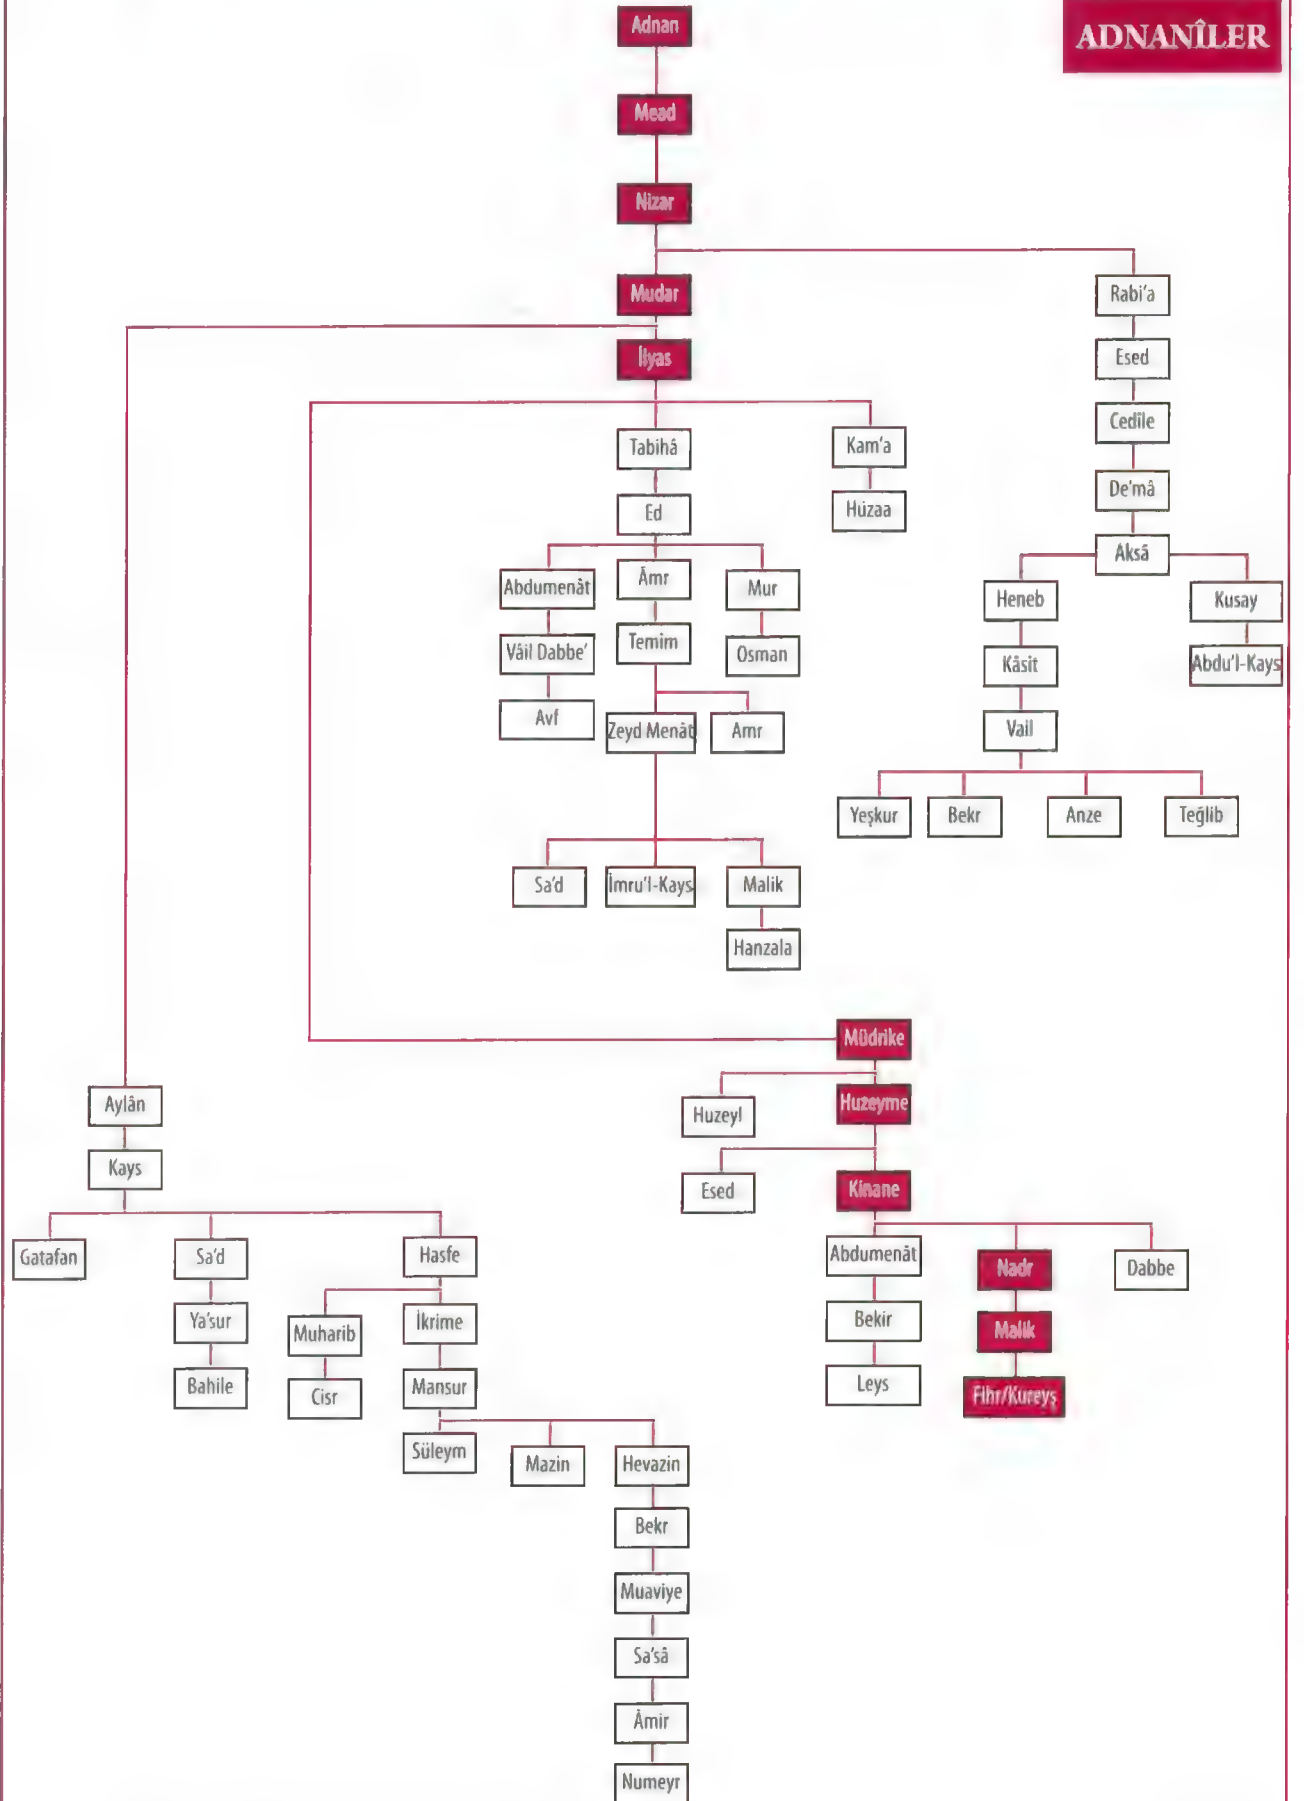 ADNANÎLER
Adnan
Mead
Nizar
Mudar
Rabi'a
İlyas
Esed
Cedîle
Tabihâ
Kam'a
De'mâ
Ed
Huzaa
Aksâ
Abdumenât
Âmr
Mur
Heneb
Kusay
Vâil Dabbe'
Temim
Osman
Kâsit
Abdu'l-Kays
Avf
Zeyd Menât
Amr
Vail
Yeşkur
Bekr
Anze
Teğlib
Sa'd
İmru'l-Kays
Malik
Hanzala
Müdrike
Aylân
Huzeyl
Huzeyme
Kays
Esed
Kinane
Gatafan
Sa'd
Hasfe
Abdumenât
Nadr
Dabbe
Ya'sur
Muharib
İkrime
Bekir
Malik
Bahile
Cisr
Mansur
Leys
Fihr/Kureyş
Süleym
Mazin
Hevazin
Bekr
Muaviye
Sa'sâ
Âmir
Numeyr